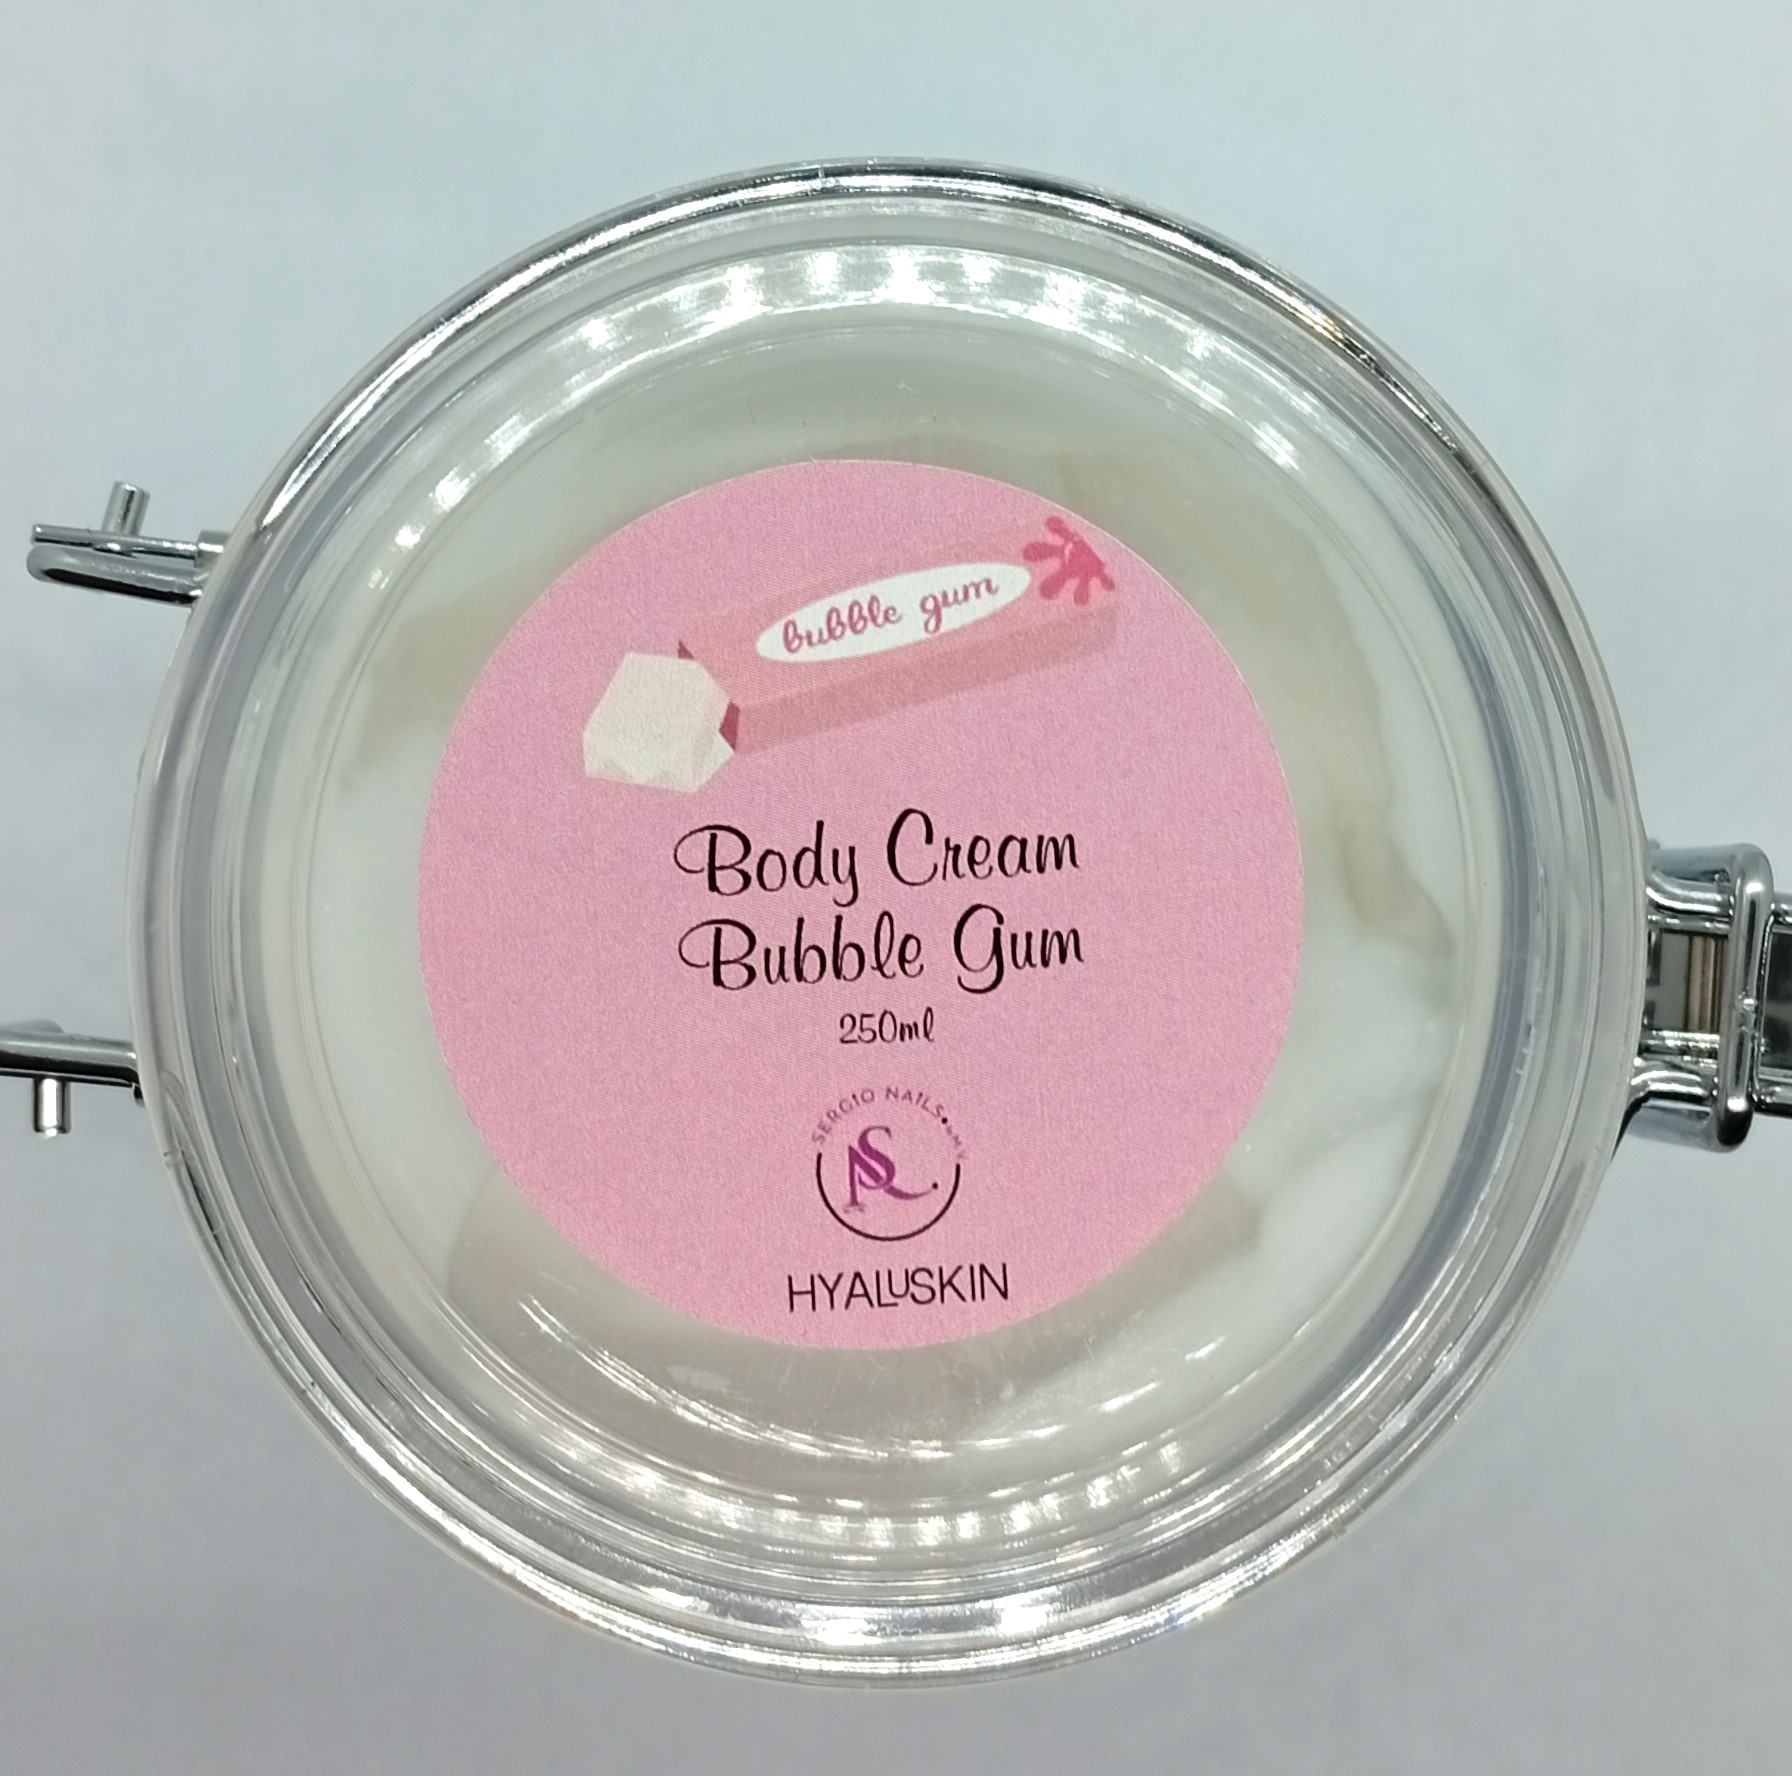 bubble gum
Body Cream
Bubble Gum
250ml
SERGIO NAILS
HYALUSKIN